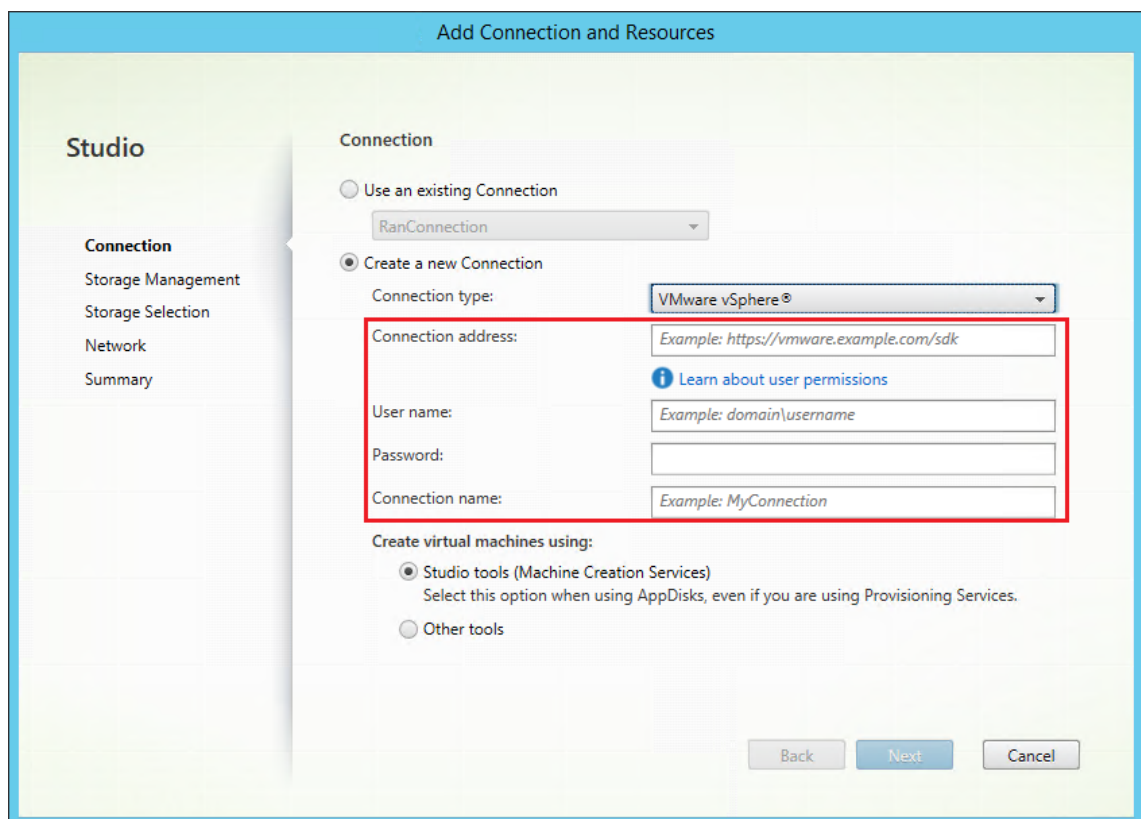 Add Connection and Resources
Studio
Connection
Storage Management
Storage Selection
Network
Summary
Connection
Use an existing Connection
RanConnection
Create a new Connection
Connection type:
VMware vSphere®
Connection address:
Example: https://vmware.example.com/sdk
Learn about user permissions
User name:
Example: domain\username
Password:
Connection name:
Example: MyConnection
Create virtual machines using:
Studio tools (Machine Creation Services)
Select this option when using AppDisks, even if you are using Provisioning Services.
Other tools
Back
Next
Cancel